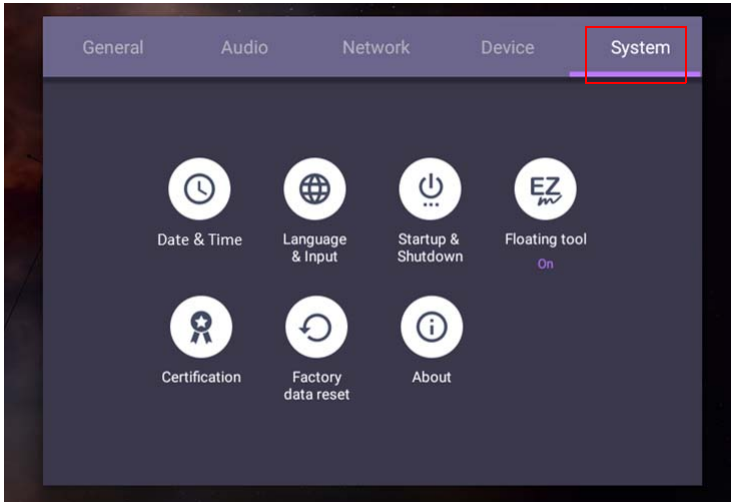 General Audio Network Device System
Date & Time
Language
& Input
Startup &
Shutdown
EZ
Floating tool
On
Certification
Factory
data reset
About